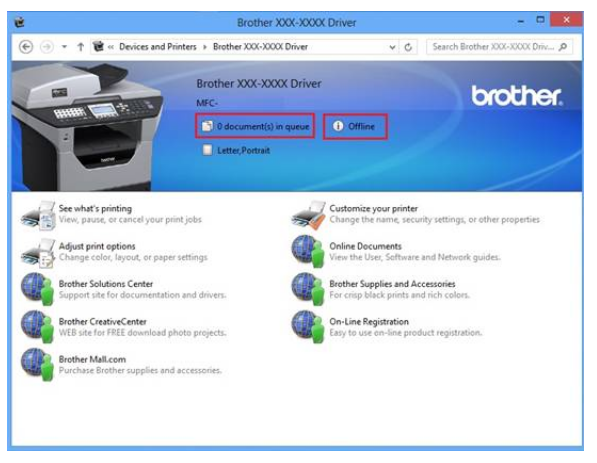 Brother XXX-XXXX Driver
« Devices and Printers ▸ Brother XXX-XXXX Driver
Search Brother XXX-XXXX Driv...
Brother XXX-XXXX Driver
MFC-
brother.
0 document(s) in queue
Offline
Letter,Portrait
See what's printing
View, pause, or cancel your print jobs
Customize your printer
Change the name, security settings, or other properties
Adjust print options
Change color, layout, or paper settings
Online Documents
View the User, Software and Network guides.
Brother Solutions Center
Support site for documentation and drivers.
Brother Supplies and Accessories
For crisp black prints and rich colors.
Brother CreativeCenter
WEB site for FREE download photo projects.
On-Line Registration
Easy to use on-line product registration.
Brother Mall.com
Purchase Brother supplies and accessories.